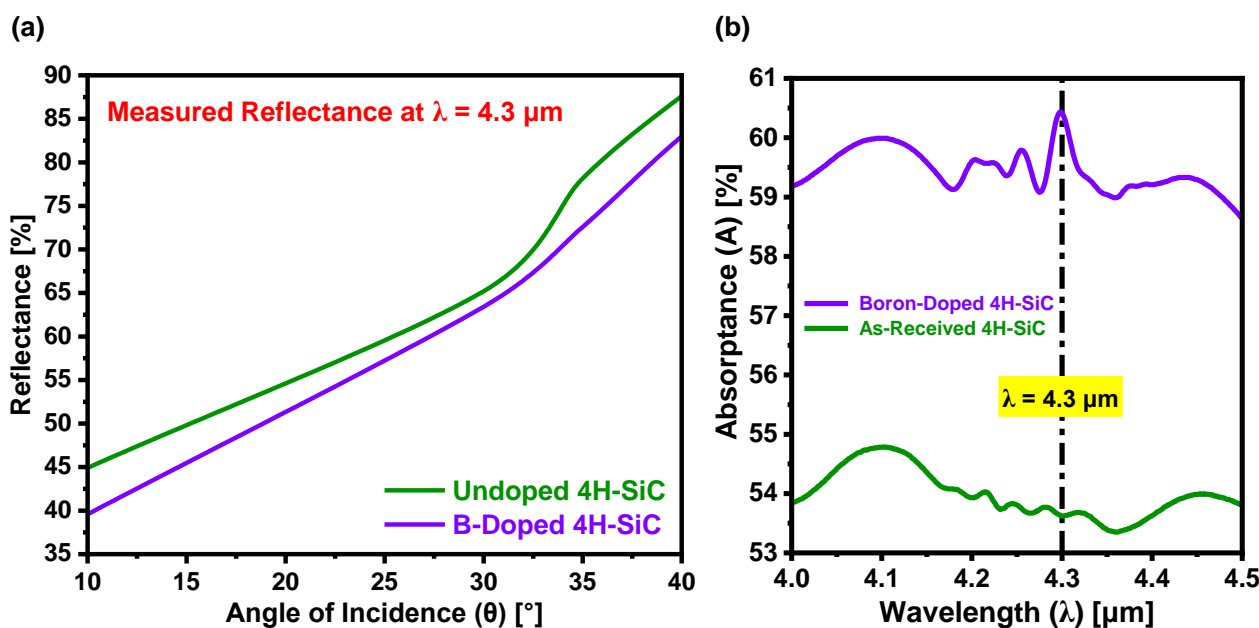 (a)
Measured Reflectance at λ = 4.3 µm
Reflectance [%]
90
85
80
75
70
65
60
55
50
45
40
35
Undoped 4H-SiC
B-Doped 4H-SiC
10 15 20 25 30 35 40
Angle of Incidence (θ) [°]
(b)
Absorptance (A) [%]
61
60
59
58
57
56
55
54
53
Boron-Doped 4H-SiC
As-Received 4H-SiC
λ = 4.3 µm
4.0 4.1 4.2 4.3 4.4 4.5
Wavelength (λ) [µm]